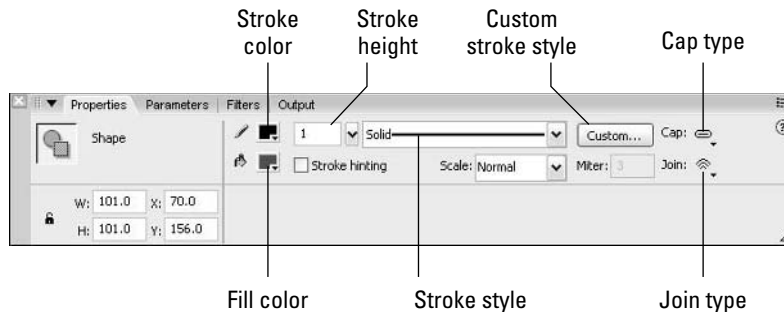 Stroke color
Stroke height
Custom stroke style
Cap type
Properties Parameters Filters Output
Shape
1
Solid
Custom...
Cap:
Stroke hinting
Scale: Normal
Miter: 3
Join:
W: 101.0 X: 70.0
H: 101.0 Y: 156.0
Fill color
Stroke style
Join type